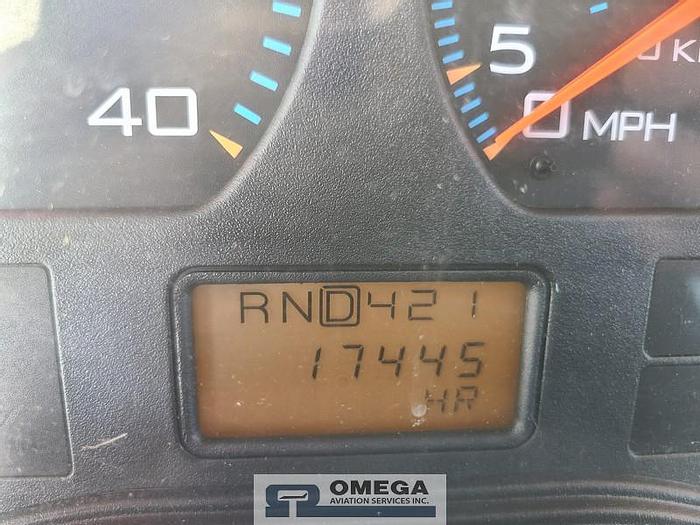 40
5
0 MPH
RND421
17445
HR
OMEGA
AVIATION SERVICES INC.